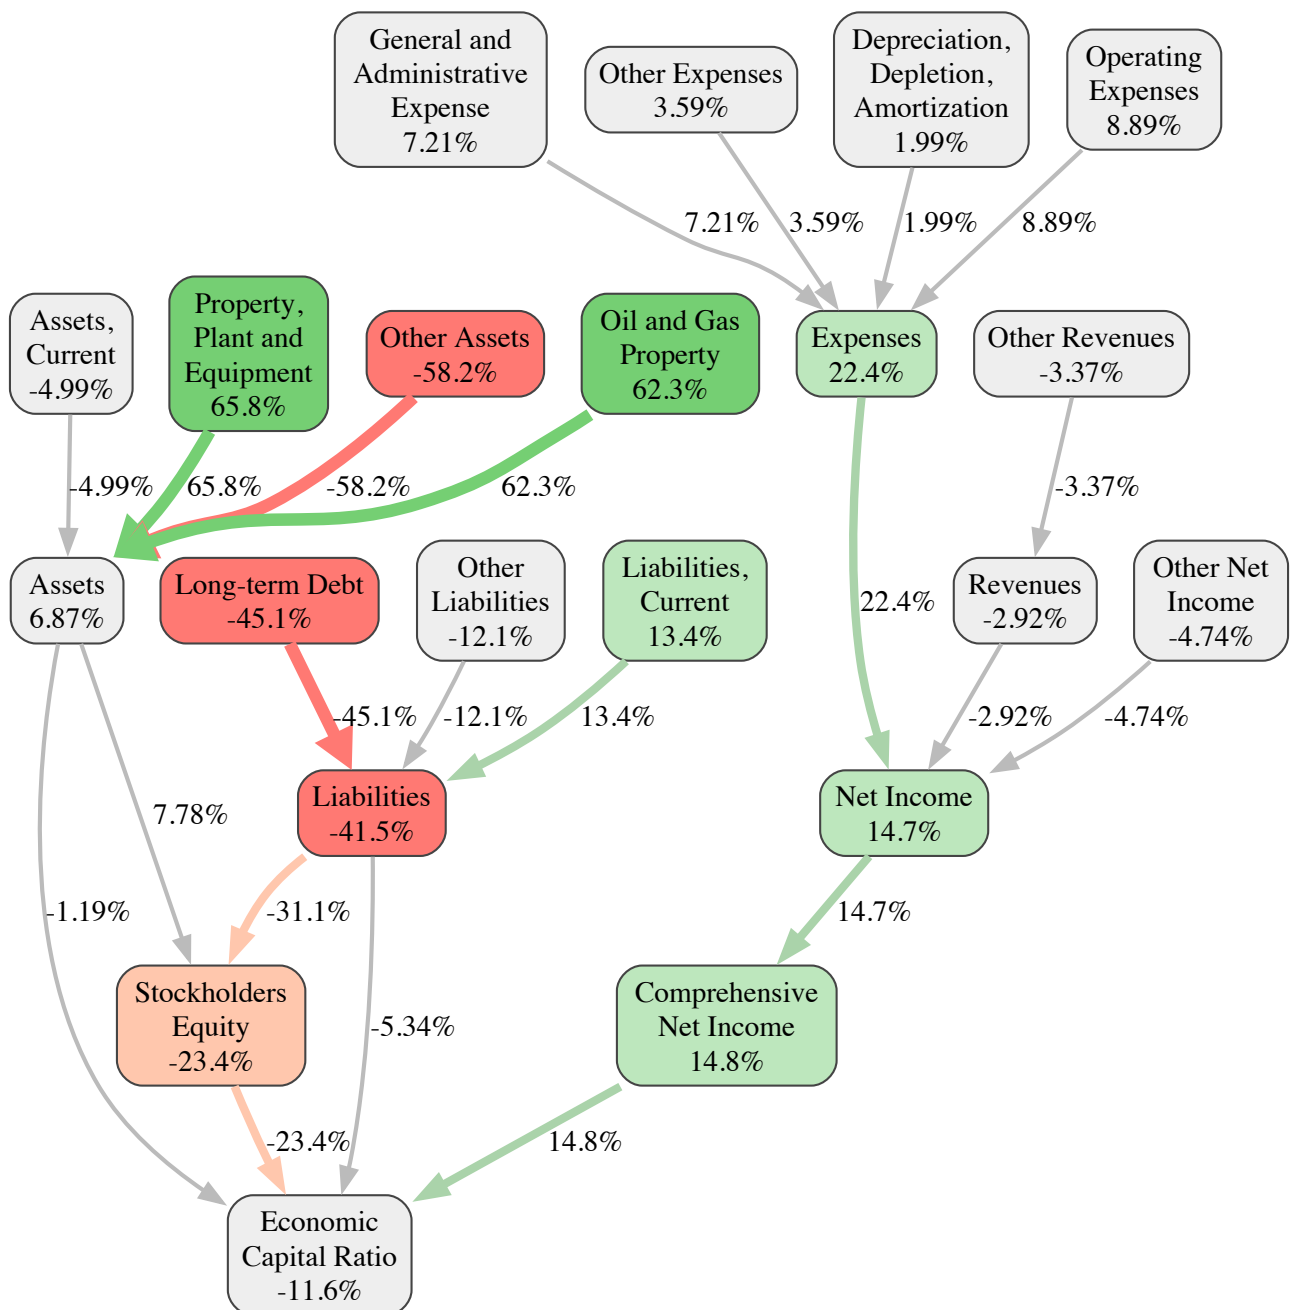 General and
Administrative
Expense
7.21%
Other Expenses
3.59%
Depreciation,
Depletion,
Amortization
1.99%
Operating
Expenses
8.89%
7.21%
3.59%
1.99%
8.89%
Assets,
Current
-4.99%
Property,
Plant and
Equipment
65.8%
Other Assets
-58.2%
Oil and Gas
Property
62.3%
Expenses
22.4%
Other Revenues
-3.37%
-4.99%
65.8%
-58.2%
62.3%
-3.37%
Assets
6.87%
Long-term Debt
-45.1%
Other
Liabilities
-12.1%
Liabilities,
Current
13.4%
22.4%
Revenues
-2.92%
Other Net
Income
-4.74%
-45.1%
-12.1%
13.4%
-2.92%
-4.74%
7.78%
Liabilities
-41.5%
Net Income
14.7%
-1.19%
-31.1%
14.7%
Stockholders
Equity
-23.4%
-5.34%
Comprehensive
Net Income
14.8%
-23.4%
14.8%
Economic
Capital Ratio
-11.6%